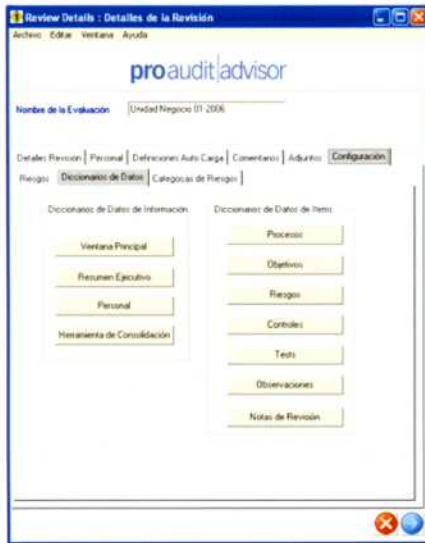 Review Details : Detalles de la Revisión
Archivo Editar Ventana Ayuda
proaudit|advisor
Nombre de la Evaluación Unidad Negocio 01-2006
Detalles Revisión Personal Definiciones Auto Carga Comentarios Adjuntos Configuración
Riesgos Diccionarios de Datos Categorías de Riesgos
Diccionarios de Datos de Información Diccionarios de Datos de Items
Ventana Principal
Resumen Ejecutivo
Personal
Herramienta de Consolidación
Procesos
Objetivos
Riesgos
Controles
Tests
Observaciones
Notas de Revisión